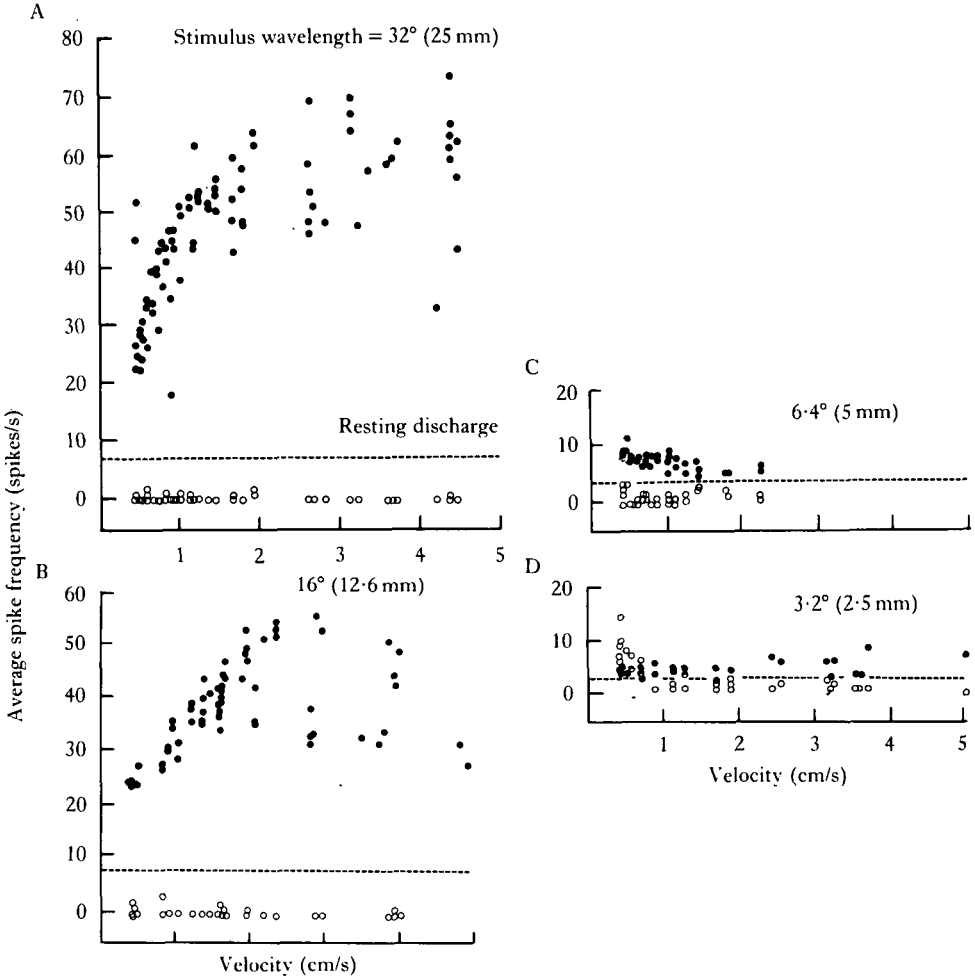 A
Stimulus wavelength = 32° (25 mm)
80
70
60
50
40
30
20
10
0
Resting discharge
1 2 3 4 5
B
16° (12·6 mm)
60
50
40
30
20
10
0
Velocity (cm/s)
Average spike frequency (spikes/s)
C
6·4° (5 mm)
20
10
0
D
3·2° (2·5 mm)
20
10
0
1 2 3 4 5
Velocity (cm/s)